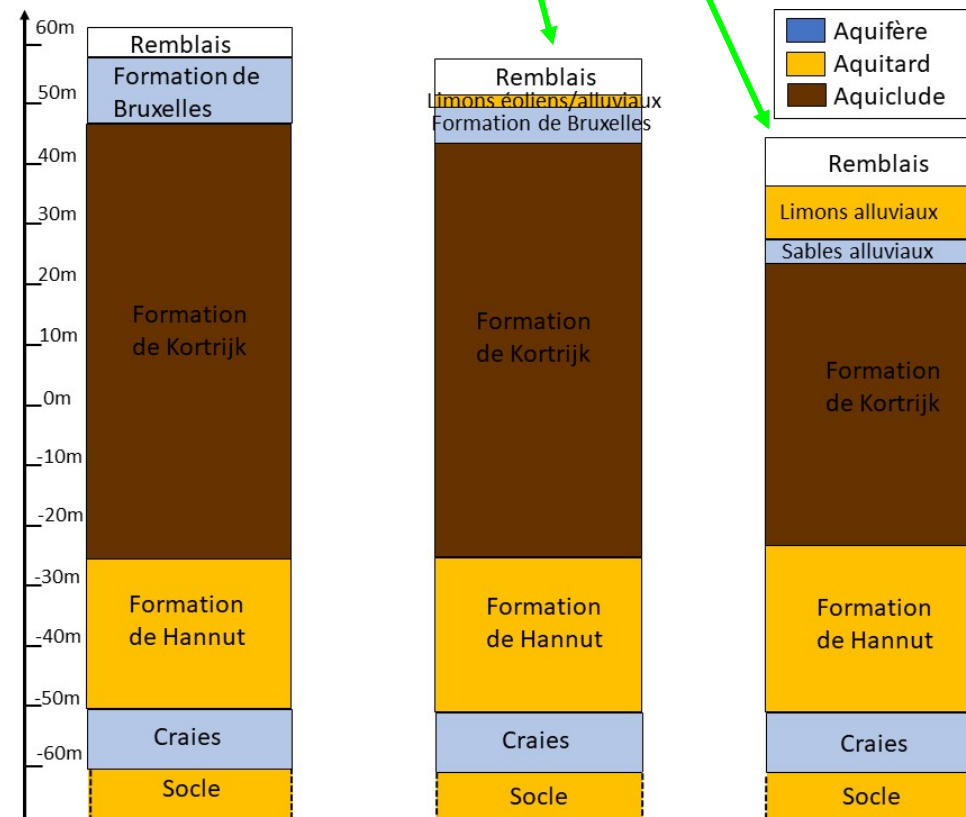 60m
50m
40m
30m
20m
10m
0m
-10m
-20m
-30m
-40m
-50m
-60m
Remblais
Formation de
Bruxelles
Formation
de Kortrijk
Formation
de Hannut
Craies
Socle
Remblais
Limons éoliens/alluviaux
Formation de Bruxelles
Formation
de Kortrijk
Formation
de Hannut
Craies
Socle
Aquifère
Aquitard
Aquiclude
Remblais
Limons alluviaux
Sables alluviaux
Formation
de Kortrijk
Formation
de Hannut
Craies
Socle